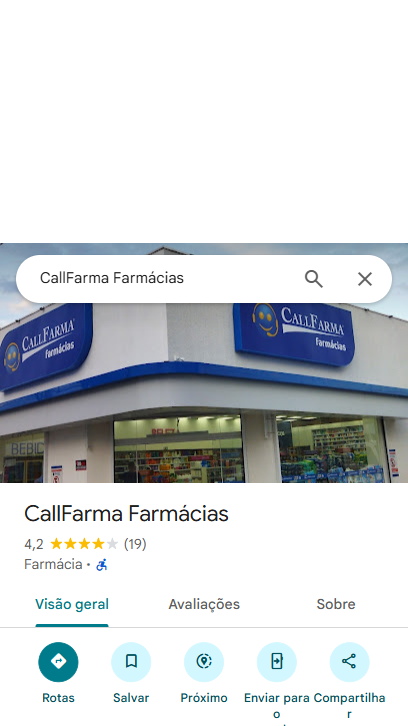 CallFarma Farmácias
CALLFARMA
farmácias
CALLFARMA
farmácias
BEBID
CallFarma Farmácias
4,2 (19)
Farmácia ·
Visão geral Avaliações Sobre
Rotas Salvar Próximo Enviar para o Compartilhar